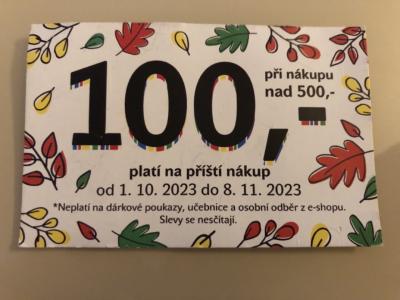 100,-
při nákupu
nad 500,-
platí na příští nákup
od 1. 10. 2023 do 8. 11. 2023
*Neplatí na dárkové poukazy, učebnice a osobní odběr z e-shopu.
Slevy se nesčítají.